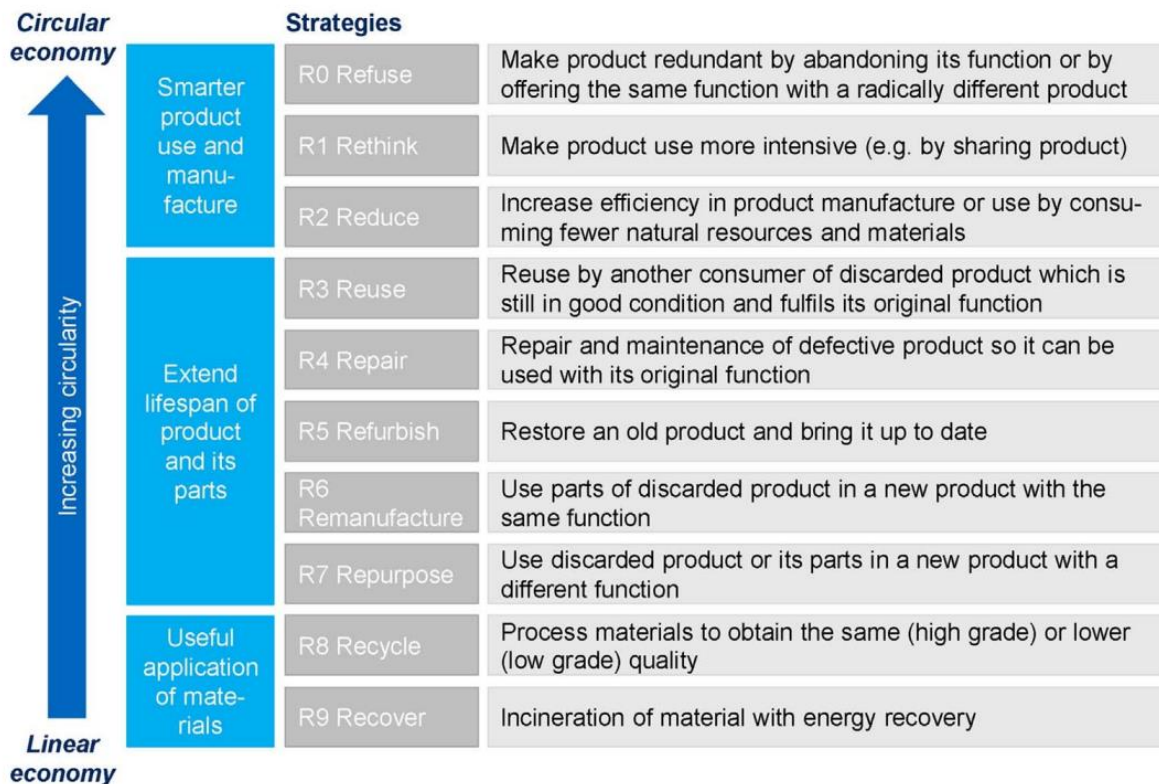 Circular
economy
Strategies
Increasing circularity
Smarter
product
use and
manu-
facture
R0 Refuse
Make product redundant by abandoning its function or by
offering the same function with a radically different product
R1 Rethink
Make product use more intensive (e.g. by sharing product)
R2 Reduce
Increase efficiency in product manufacture or use by consu-
ming fewer natural resources and materials
Extend
lifespan of
product
and its
parts
R3 Reuse
Reuse by another consumer of discarded product which is
still in good condition and fulfils its original function
R4 Repair
Repair and maintenance of defective product so it can be
used with its original function
R5 Refurbish
Restore an old product and bring it up to date
R6
Remanufacture
Use parts of discarded product in a new product with the
same function
R7 Repurpose
Use discarded product or its parts in a new product with a
different function
Useful
application
of mate-
rials
R8 Recycle
Process materials to obtain the same (high grade) or lower
(low grade) quality
R9 Recover
Incineration of material with energy recovery
Linear
economy